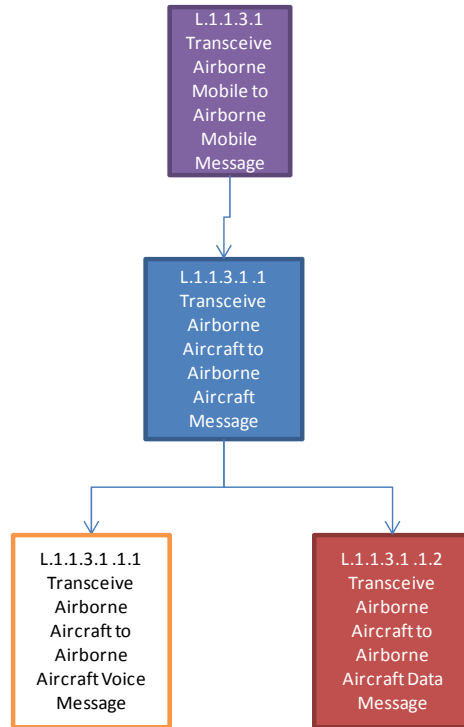 L.1.1.3.1
Transceive
Airborne
Mobile to
Airborne
Mobile
Message
L.1.1.3.1 .1
Transceive
Airborne
Aircraft to
Airborne
Aircraft
Message
L.1.1.3.1 .1.1
Transceive
Airborne
Aircraft to
Airborne
Aircraft Voice
Message
L.1.1.3.1 .1.2
Transceive
Airborne
Aircraft to
Airborne
Aircraft Data
Message